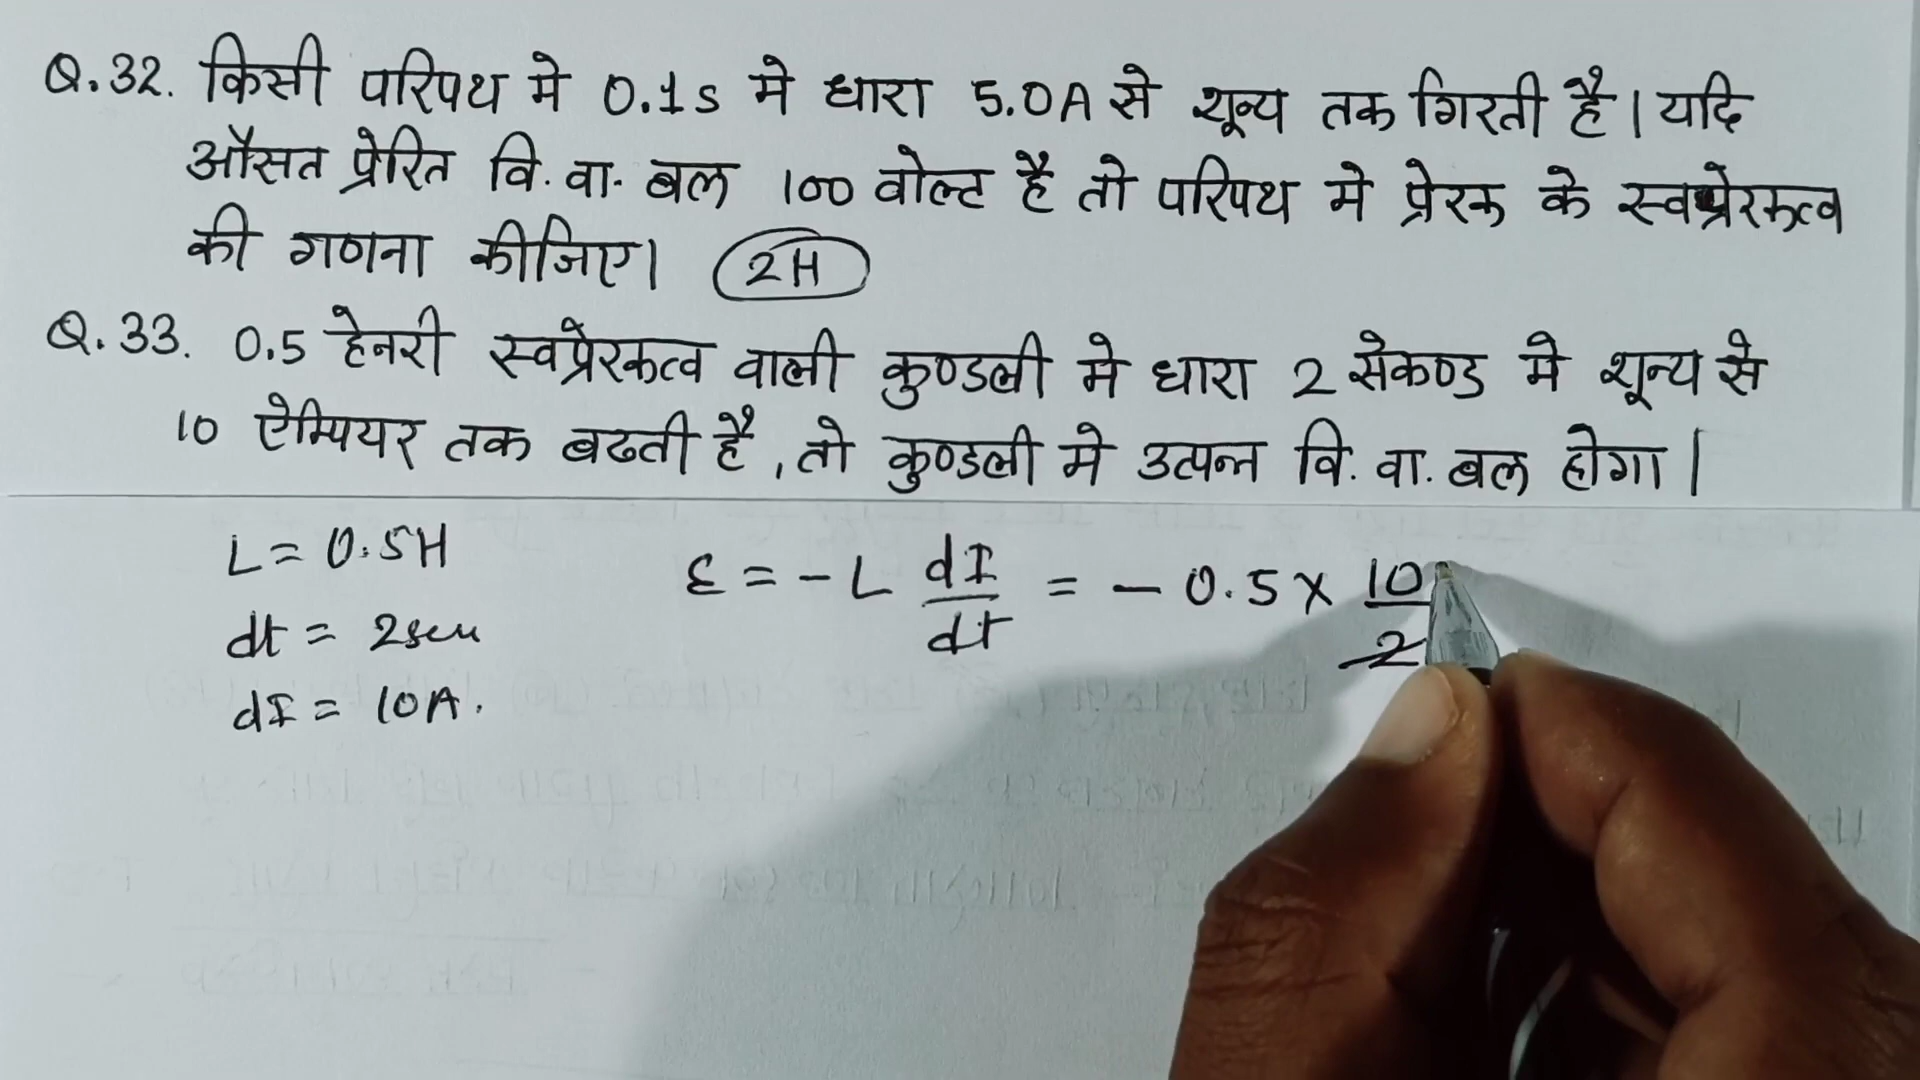 Q.32. किसी परिपथ मे 0.1s मे धारा 5.0A से शून्य तक गिरती है। यदि
औसत प्रेरित वि. वा. बल 100 वोल्ट है तो परिपथ मे प्रेरक के स्वप्रेरकत्व
की गणना कीजिए। 2H
Q.33. 0.5 हेनरी स्वप्रेरकत्व वाली कुण्डली मे धारा 2 सेकण्ड मे शून्य से
10 ऐम्पियर तक बढती है, तो कुण्डली मे उत्पन्न वि. वा. बल होगा।
L = 0.5H
dt = 2sec
dI = 10A.
ε = - L dI/dt = - 0.5 × 10/2